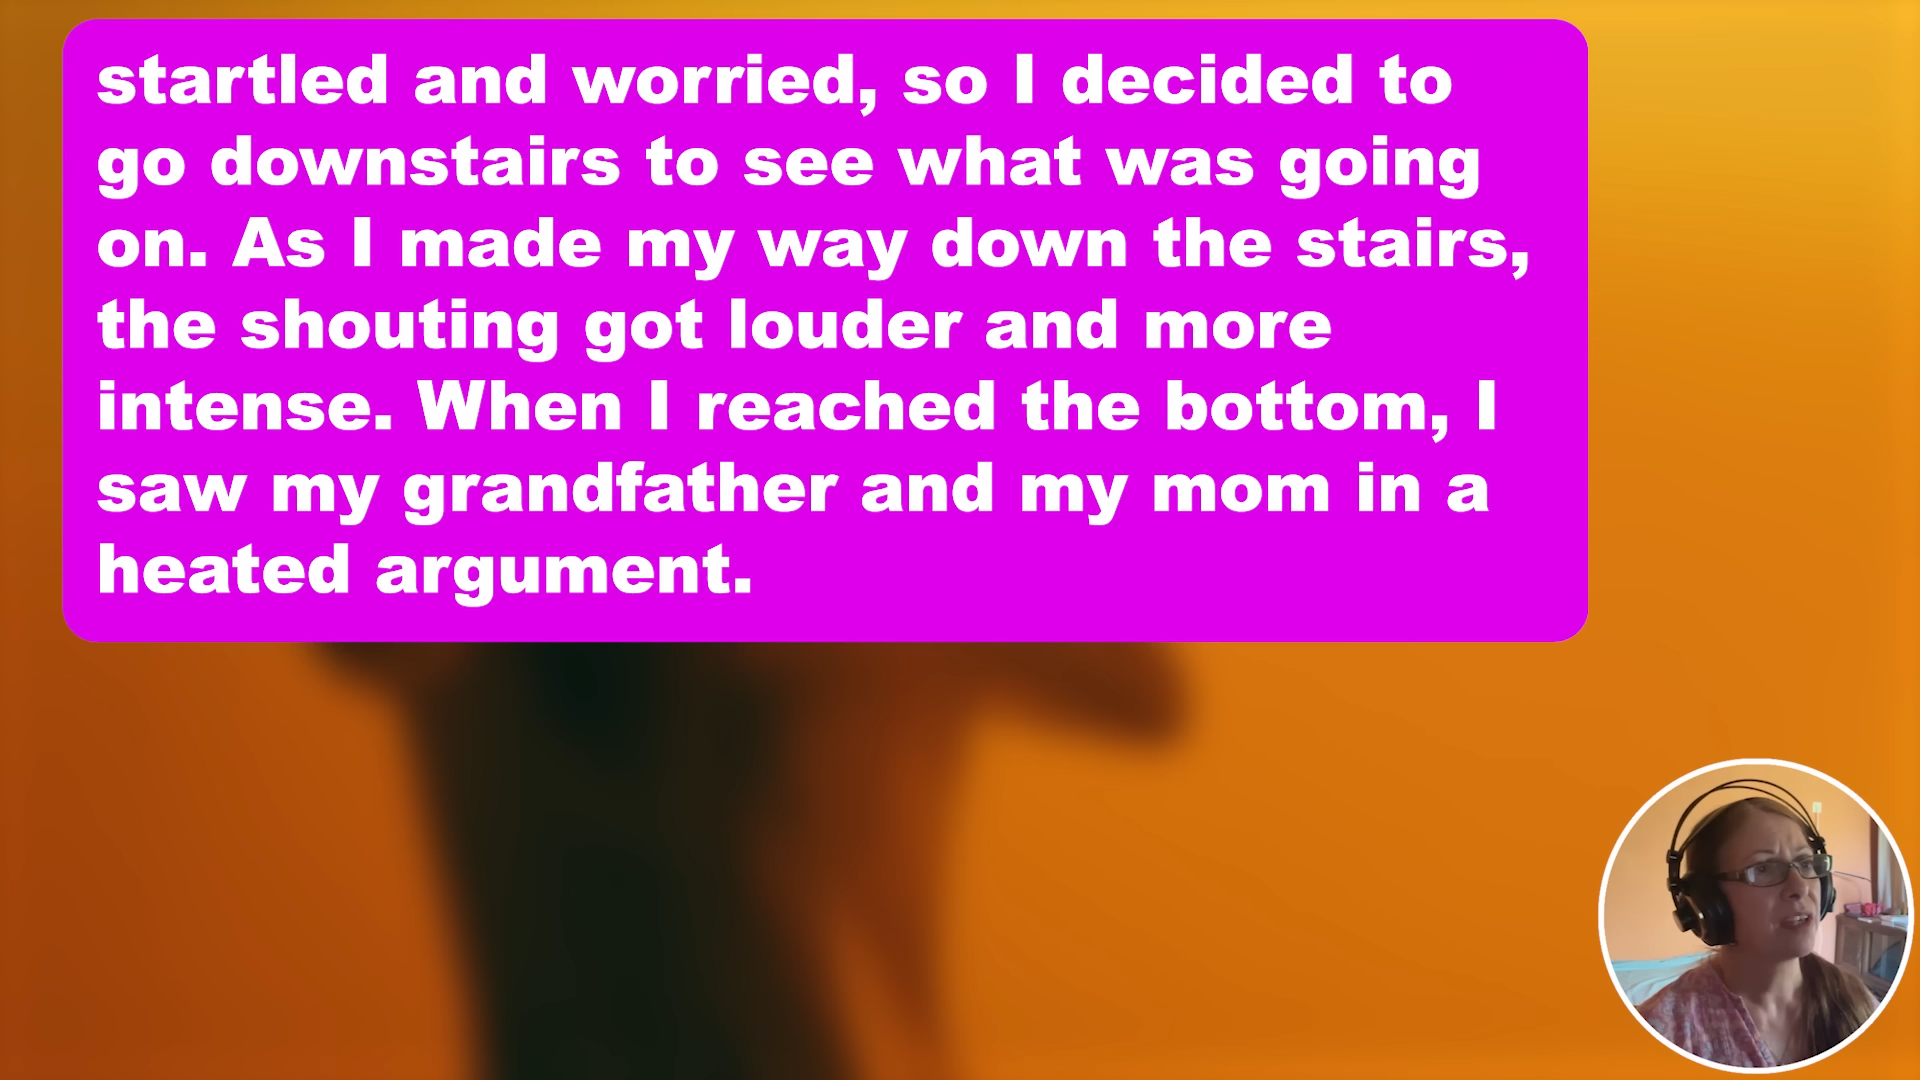 startled and worried, so I decided to
go downstairs to see what was going
on. As I made my way down the stairs,
the shouting got louder and more
intense. When I reached the bottom, I
saw my grandfather and my mom in a
heated argument.